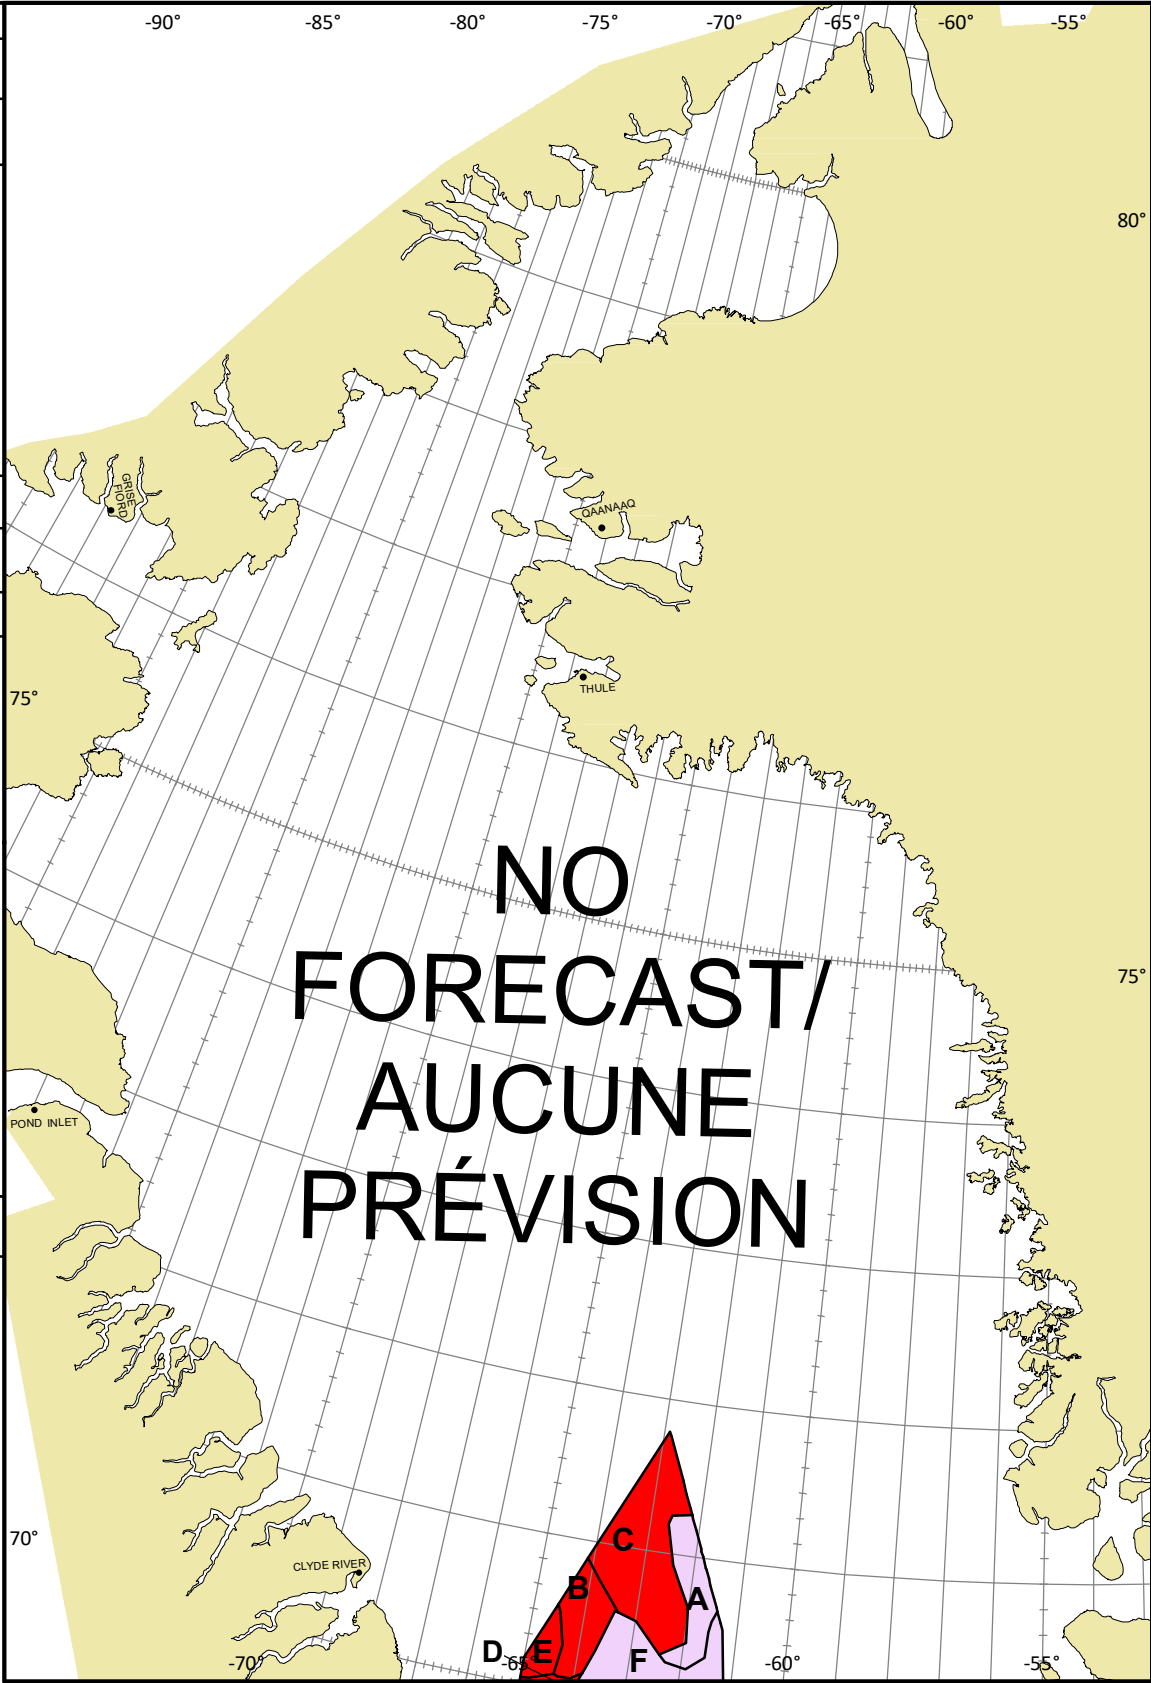 -90° -85° -80° -75° -70° -65° -60° -55°
80°
GRISE
FIORD
QAANAAQ
THULE
75°
NO
FORECAST/
75°
AUCUNE
POND INLET
PRÉVISION
70°
C
CLYDE RIVER
B
A
D E F
-70° -65° -60° -55°